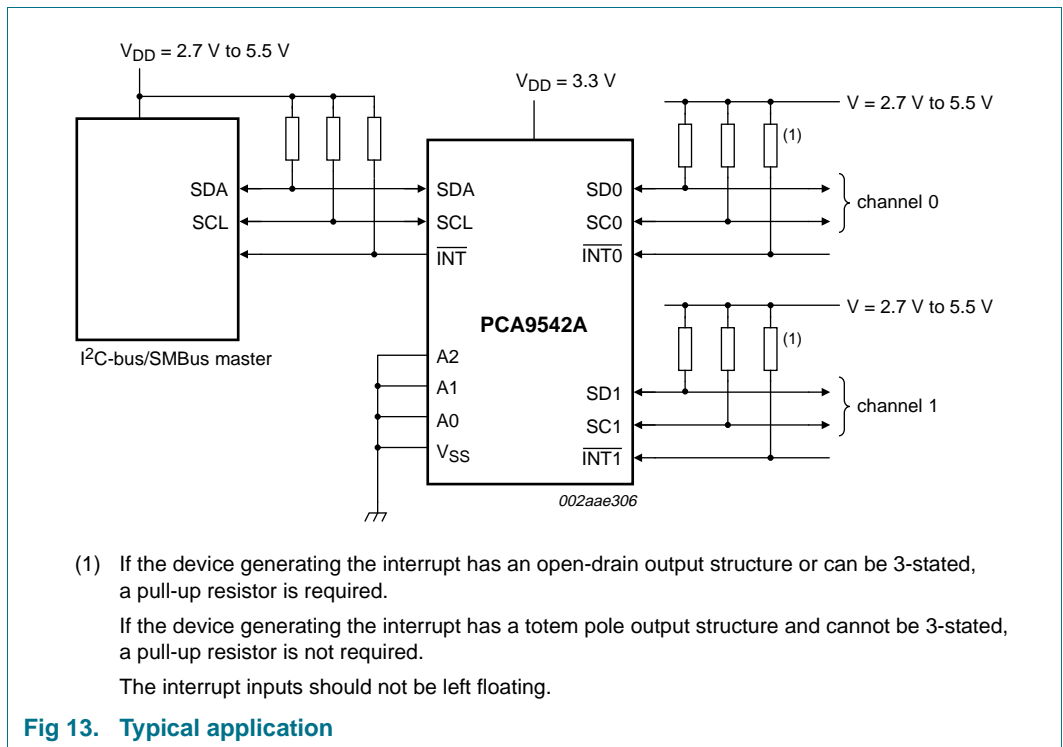 V_DD = 2.7 V to 5.5 V
V_DD = 3.3 V
V = 2.7 V to 5.5 V
(1)
SDA
SCL
SDA
SCL
I̅N̅T̅
SD0
SC0
I̅N̅T̅0̅
channel 0
V = 2.7 V to 5.5 V
(1)
PCA9542A
I²C-bus/SMBus master
A2
A1
A0
V_SS
SD1
SC1
I̅N̅T̅1̅
channel 1
002aae306
(1) If the device generating the interrupt has an open-drain output structure or can be 3-stated,
a pull-up resistor is required.
If the device generating the interrupt has a totem pole output structure and cannot be 3-stated,
a pull-up resistor is not required.
The interrupt inputs should not be left floating.
Fig 13. Typical application